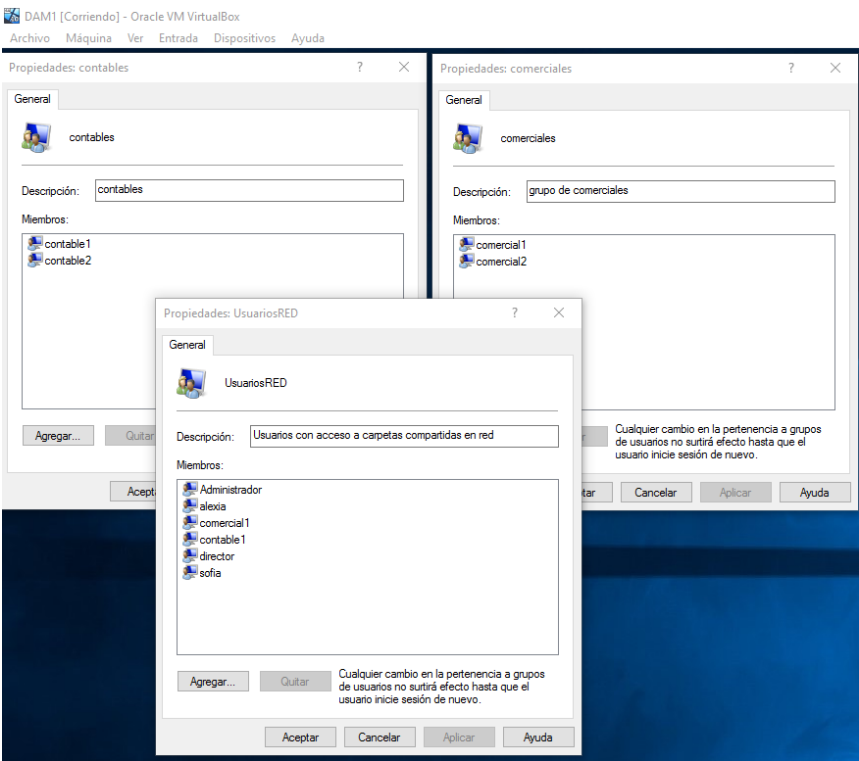 DAM1 [Corriendo] - Oracle VM VirtualBox
Archivo Máquina Ver Entrada Dispositivos Ayuda
Propiedades: contables ? ×
General
contables
Descripción: contables
Miembros:
contable1
contable2
Agregar... Quitar
Propiedades: comerciales ? ×
General
comerciales
Descripción: grupo de comerciales
Miembros:
comercial1
comercial2
Cualquier cambio en la pertenencia a grupos
de usuarios no surtirá efecto hasta que el
usuario inicie sesión de nuevo.
Cancelar Aplicar Ayuda
Propiedades: UsuariosRED ? ×
General
UsuariosRED
Descripción: Usuarios con acceso a carpetas compartidas en red
Miembros:
Administrador
alexia
comercial1
contable1
director
sofia
Agregar... Quitar
Cualquier cambio en la pertenencia a grupos
de usuarios no surtirá efecto hasta que el
usuario inicie sesión de nuevo.
Aceptar Cancelar Aplicar Ayuda